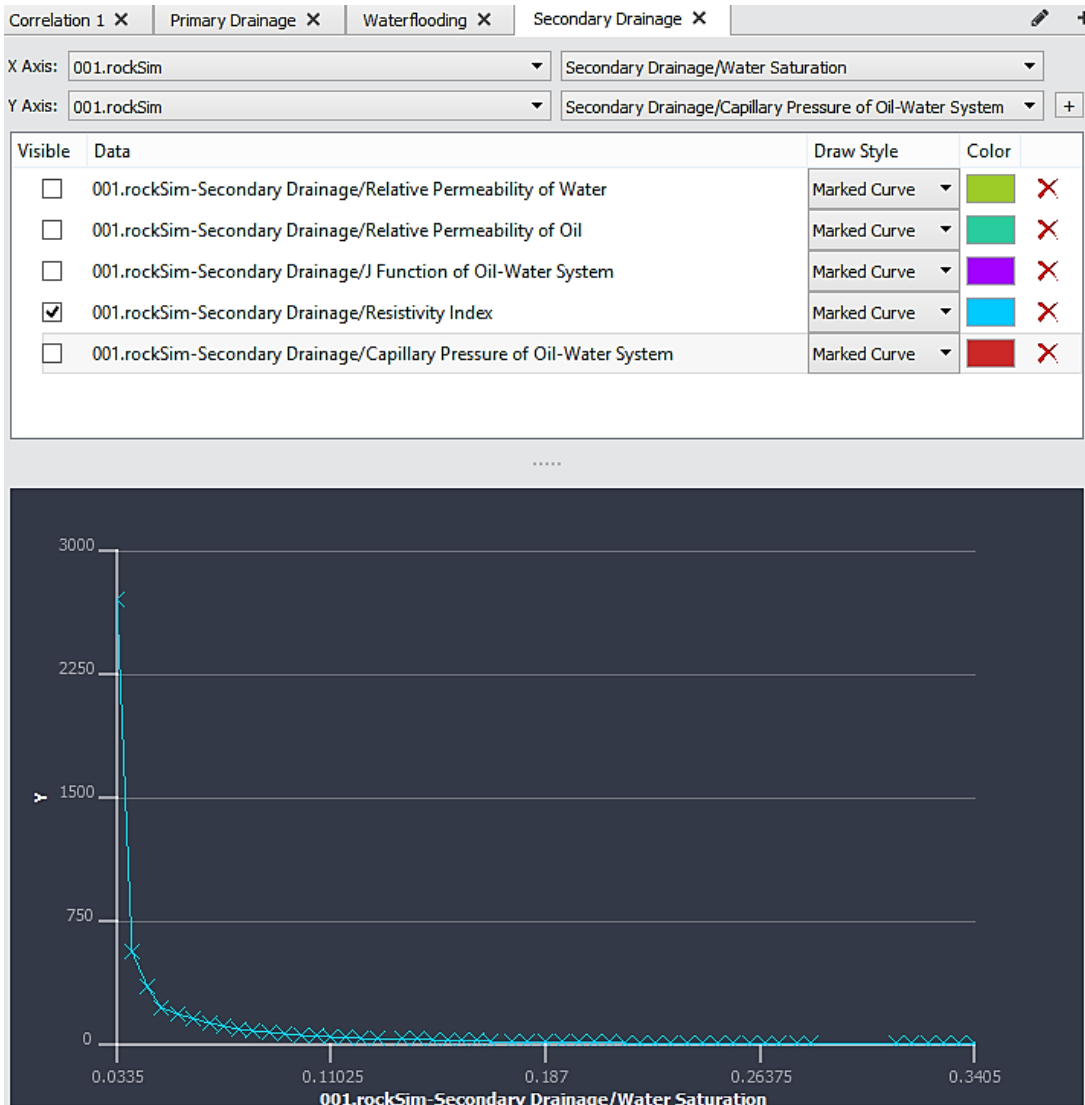 Correlation 1 Primary Drainage Waterflooding Secondary Drainage
X Axis: 001.rockSim Secondary Drainage/Water Saturation
Y Axis: 001.rockSim Secondary Drainage/Capillary Pressure of Oil-Water System +
Visible Data Draw Style Color
001.rockSim-Secondary Drainage/Relative Permeability of Water Marked Curve
001.rockSim-Secondary Drainage/Relative Permeability of Oil Marked Curve
001.rockSim-Secondary Drainage/J Function of Oil-Water System Marked Curve
001.rockSim-Secondary Drainage/Resistivity Index Marked Curve
001.rockSim-Secondary Drainage/Capillary Pressure of Oil-Water System Marked Curve
3000
2250
Y 1500
750
0
0.0335 0.11025 0.187 0.26375 0.3405
001.rockSim-Secondary Drainage/Water Saturation